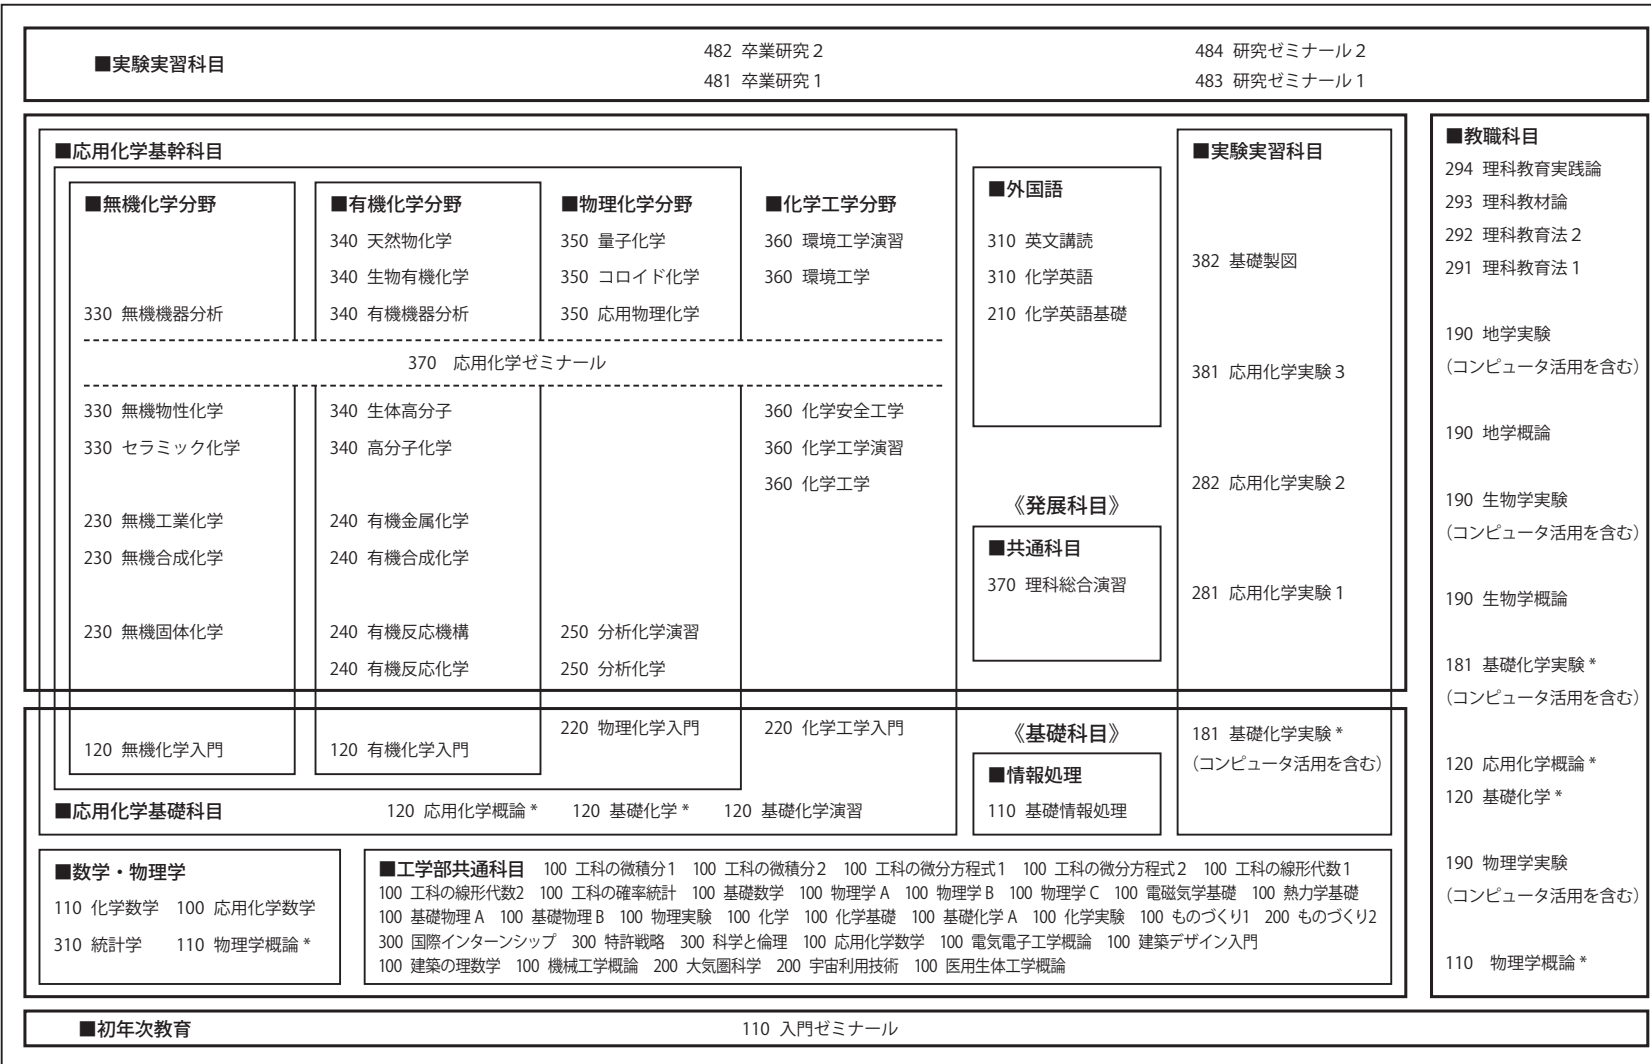 ■実験実習科目
482 卒業研究2
481 卒業研究1
484 研究ゼミナール2
483 研究ゼミナール1
■応用化学基幹科目
■無機化学分野
330 無機機器分析
■有機化学分野
340 天然物化学
340 生物有機化学
340 有機機器分析
■物理化学分野
350 量子化学
350 コロイド化学
350 応用物理化学
■化学工学分野
360 環境工学演習
360 環境工学
370 応用化学ゼミナール
330 無機物性化学
330 セラミック化学
230 無機工業化学
230 無機合成化学
230 無機固体化学
120 無機化学入門
340 生体高分子
340 高分子化学
240 有機金属化学
240 有機合成化学
240 有機反応機構
240 有機反応化学
120 有機化学入門
250 分析化学演習
250 分析化学
220 物理化学入門
360 化学安全工学
360 化学工学演習
360 化学工学
220 化学工学入門
■応用化学基礎科目
120 応用化学概論* 120 基礎化学* 120 基礎化学演習
■外国語
310 英文講読
310 化学英語
210 化学英語基礎
《発展科目》
■共通科目
370 理科総合演習
《基礎科目》
■情報処理
110 基礎情報処理
■実験実習科目
382 基礎製図
381 応用化学実験3
282 応用化学実験2
281 応用化学実験1
181 基礎化学実験*
(コンピュータ活用を含む)
■数学・物理学
110 化学数学 100 応用化学数学
310 統計学 110 物理学概論*
■工学部共通科目 100 工科の微積分1 100 工科の微積分2 100 工科の微分方程式1 100 工科の微分方程式2 100 工科の線形代数1
100 工科の線形代数2 100 工科の確率統計 100 基礎数学 100 物理学A 100 物理学B 100 物理学C 100 電磁気学基礎 100 熱力学基礎
100 基礎物理A 100 基礎物理B 100 物理実験 100 化学 100 化学基礎 100 基礎化学A 100 化学実験 100 ものづくり1 200 ものづくり2
300 国際インターンシップ 300 特許戦略 300 科学と倫理 100 応用化学数学 100 電気電子工学概論 100 建築デザイン入門
100 建築の理数学 100 機械工学概論 200 大気圏科学 200 宇宙利用技術 100 医用生体工学概論
■教職科目
294 理科教育実践論
293 理科教材論
292 理科教育法2
291 理科教育法1
190 地学実験
(コンピュータ活用を含む)
190 地学概論
190 生物学実験
(コンピュータ活用を含む)
190 生物学概論
181 基礎化学実験*
(コンピュータ活用を含む)
120 応用化学概論*
120 基礎化学*
190 物理学実験
(コンピュータ活用を含む)
110 物理学概論*
■初年次教育
110 入門ゼミナール